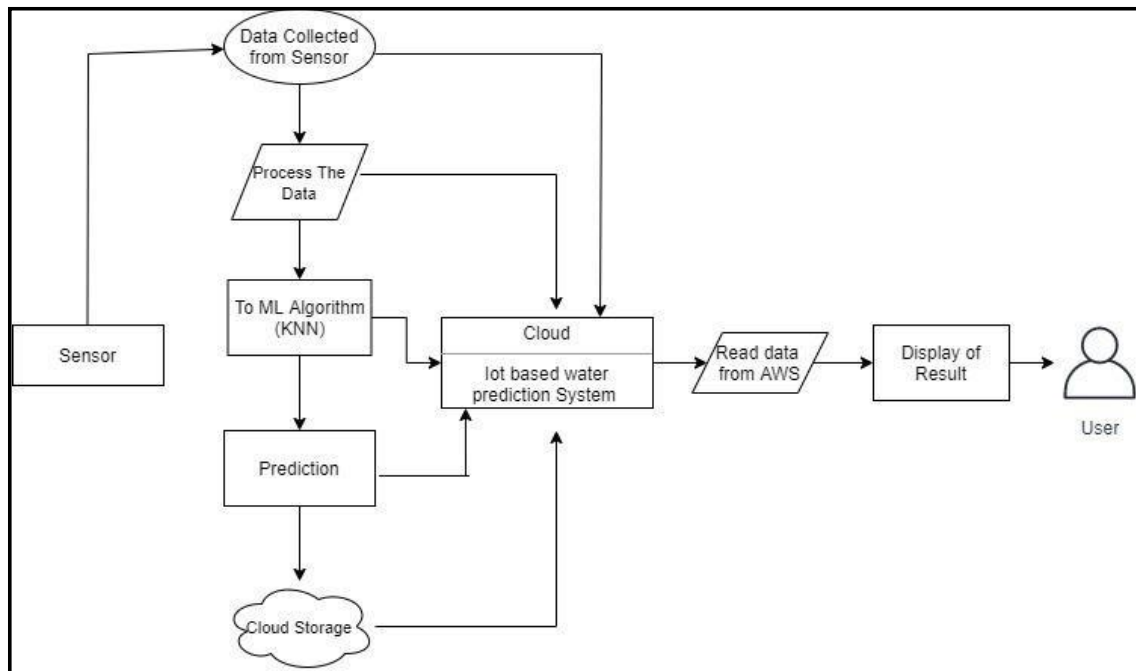 Data Collected
from Sensor
Process The
Data
To ML Algorithm
(KNN)
Sensor
Cloud
Iot based water
prediction System
Read data
from AWS
Display of
Result
User
Prediction
Cloud Storage